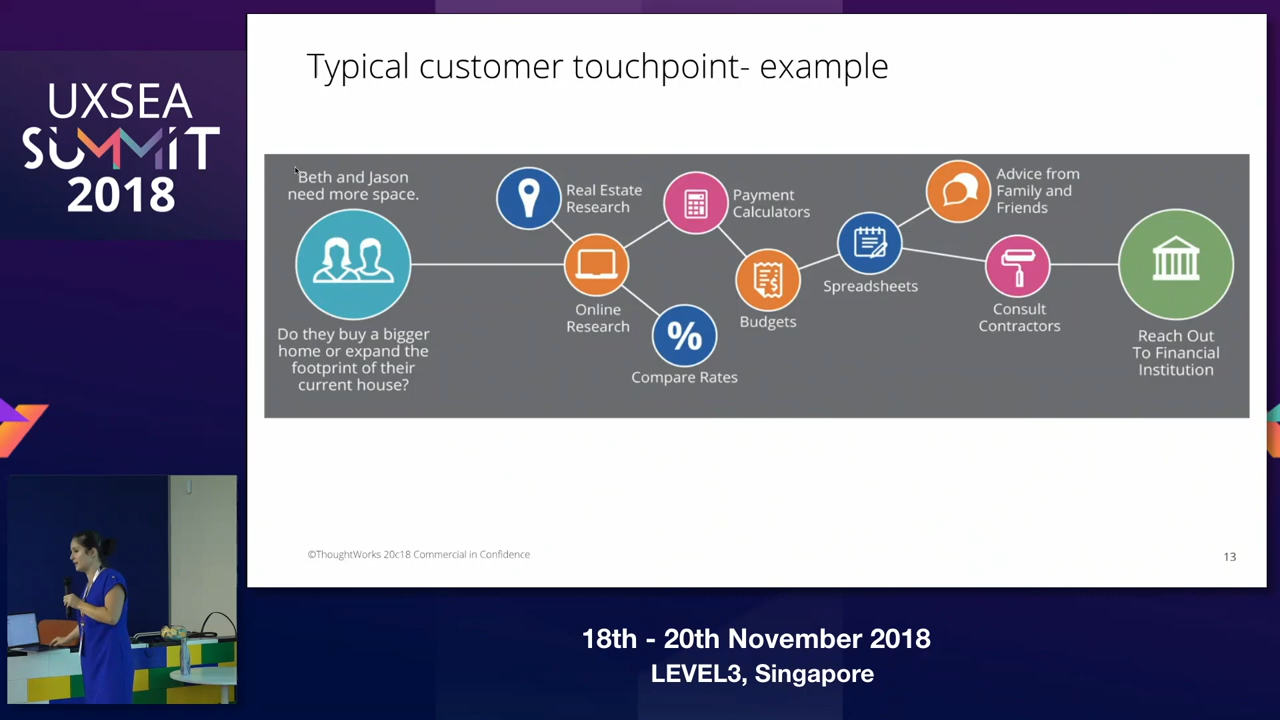 UXSEA
SUMMIT
2018
Typical customer touchpoint- example
Beth and Jason
need more space.
Do they buy a bigger
home or expand the
footprint of their
current house?
Real Estate
Research
Online
Research
Payment
Calculators
%
Compare Rates
Budgets
$
Spreadsheets
Advice from
Family and
Friends
Consult
Contractors
Reach Out
To Financial
Institution
©ThoughtWorks 20c18 Commercial in Confidence
13
18th - 20th November 2018
LEVEL3, Singapore